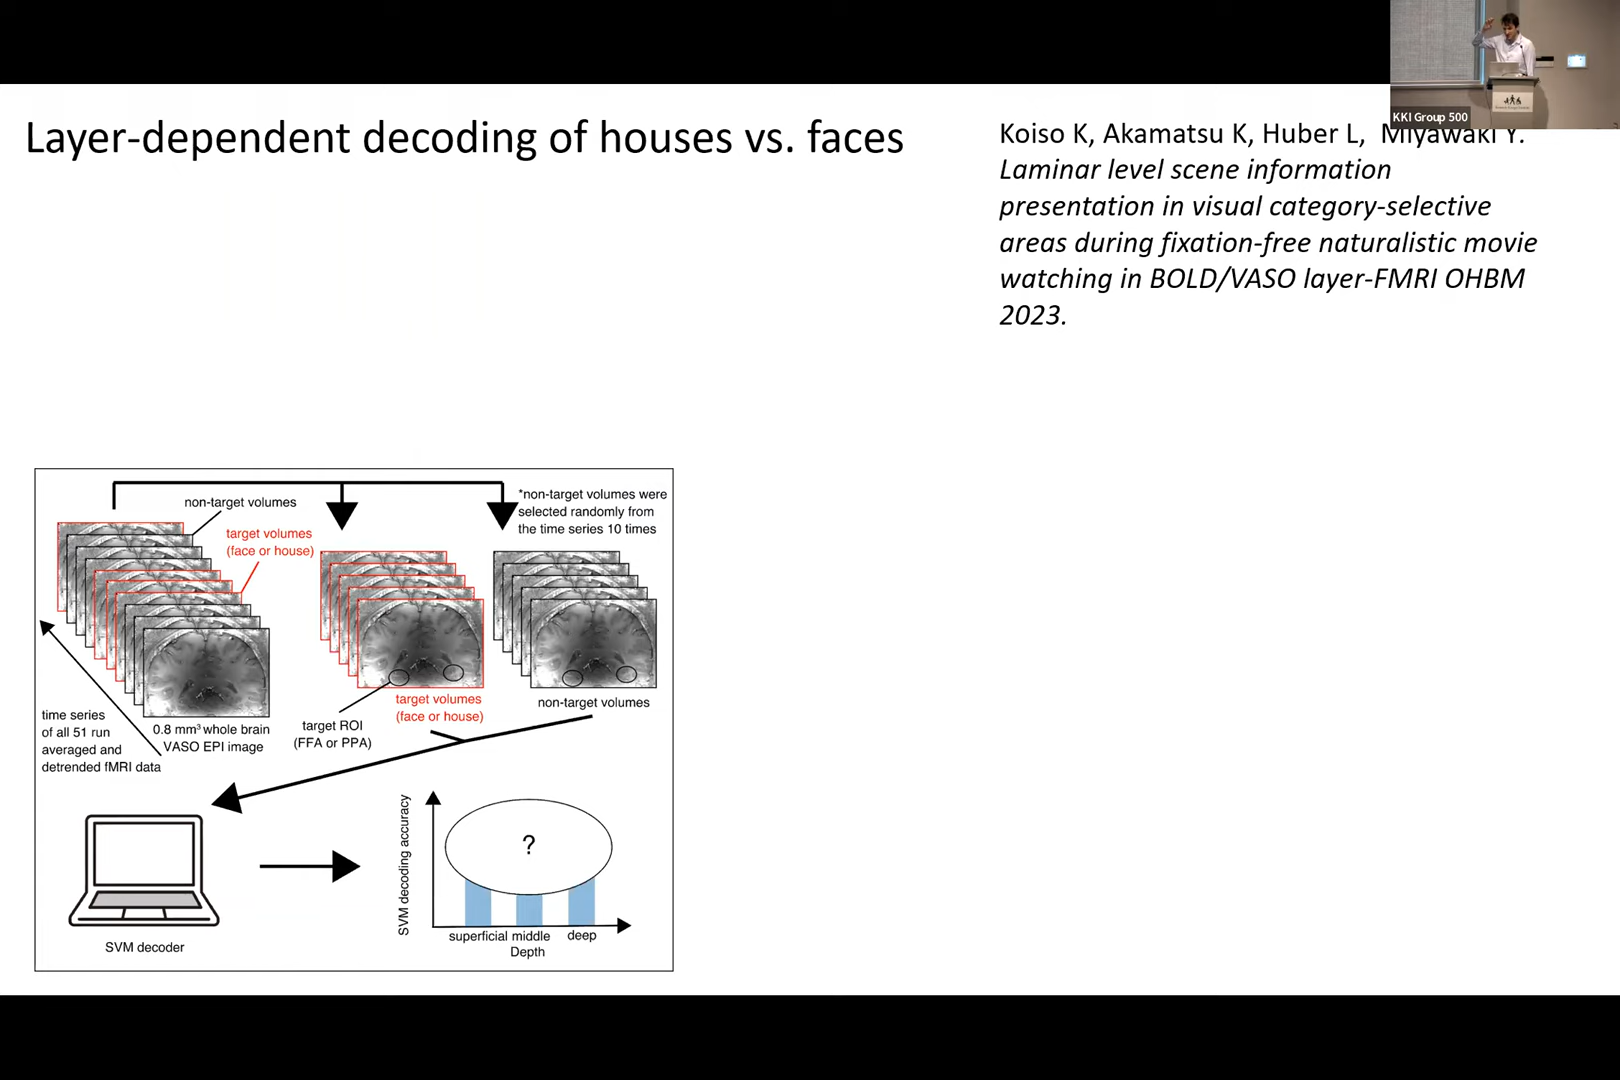 Layer-dependent decoding of houses vs. faces
KKI Group 500
Koiso K, Akamatsu K, Huber L, Miyawaki Y.
Laminar level scene information
presentation in visual category-selective
areas during fixation-free naturalistic movie
watching in BOLD/VASO layer-FMRI OHBM
2023.
non-target volumes
target volumes
(face or house)
*non-target volumes were
selected randomly from
the time series 10 times
time series
of all 51 run
averaged and
detrended fMRI data
0.8 mm³ whole brain
VASO EPI image
target ROI
(FFA or PPA)
target volumes
(face or house)
non-target volumes
SVM decoder
SVM decoding accuracy
?
superficial middle deep
Depth